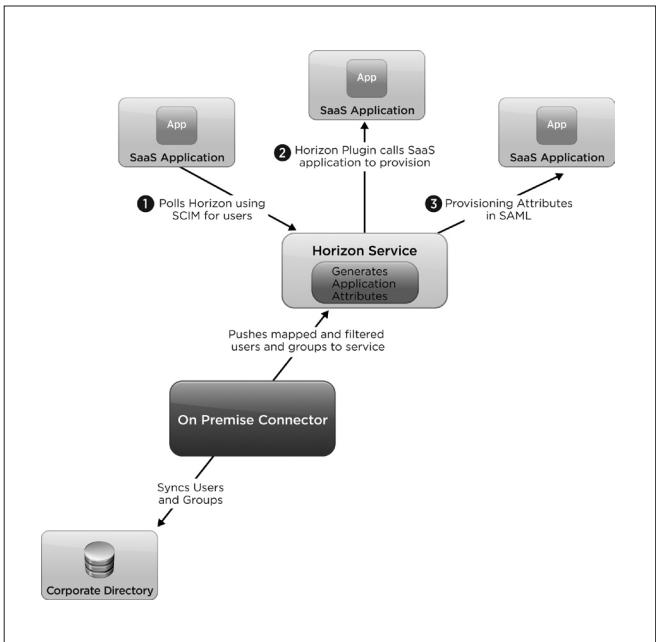 App
SaaS Application
App
SaaS Application
App
SaaS Application
1 Polls Horizon using
SCIM for users
2 Horizon Plugin calls SaaS
application to provision
3 Provisioning Attributes
in SAML
Horizon Service
Generates
Application
Attributes
Pushes mapped and filtered
users and groups to service
On Premise Connector
Syncs Users
and Groups
Corporate Directory